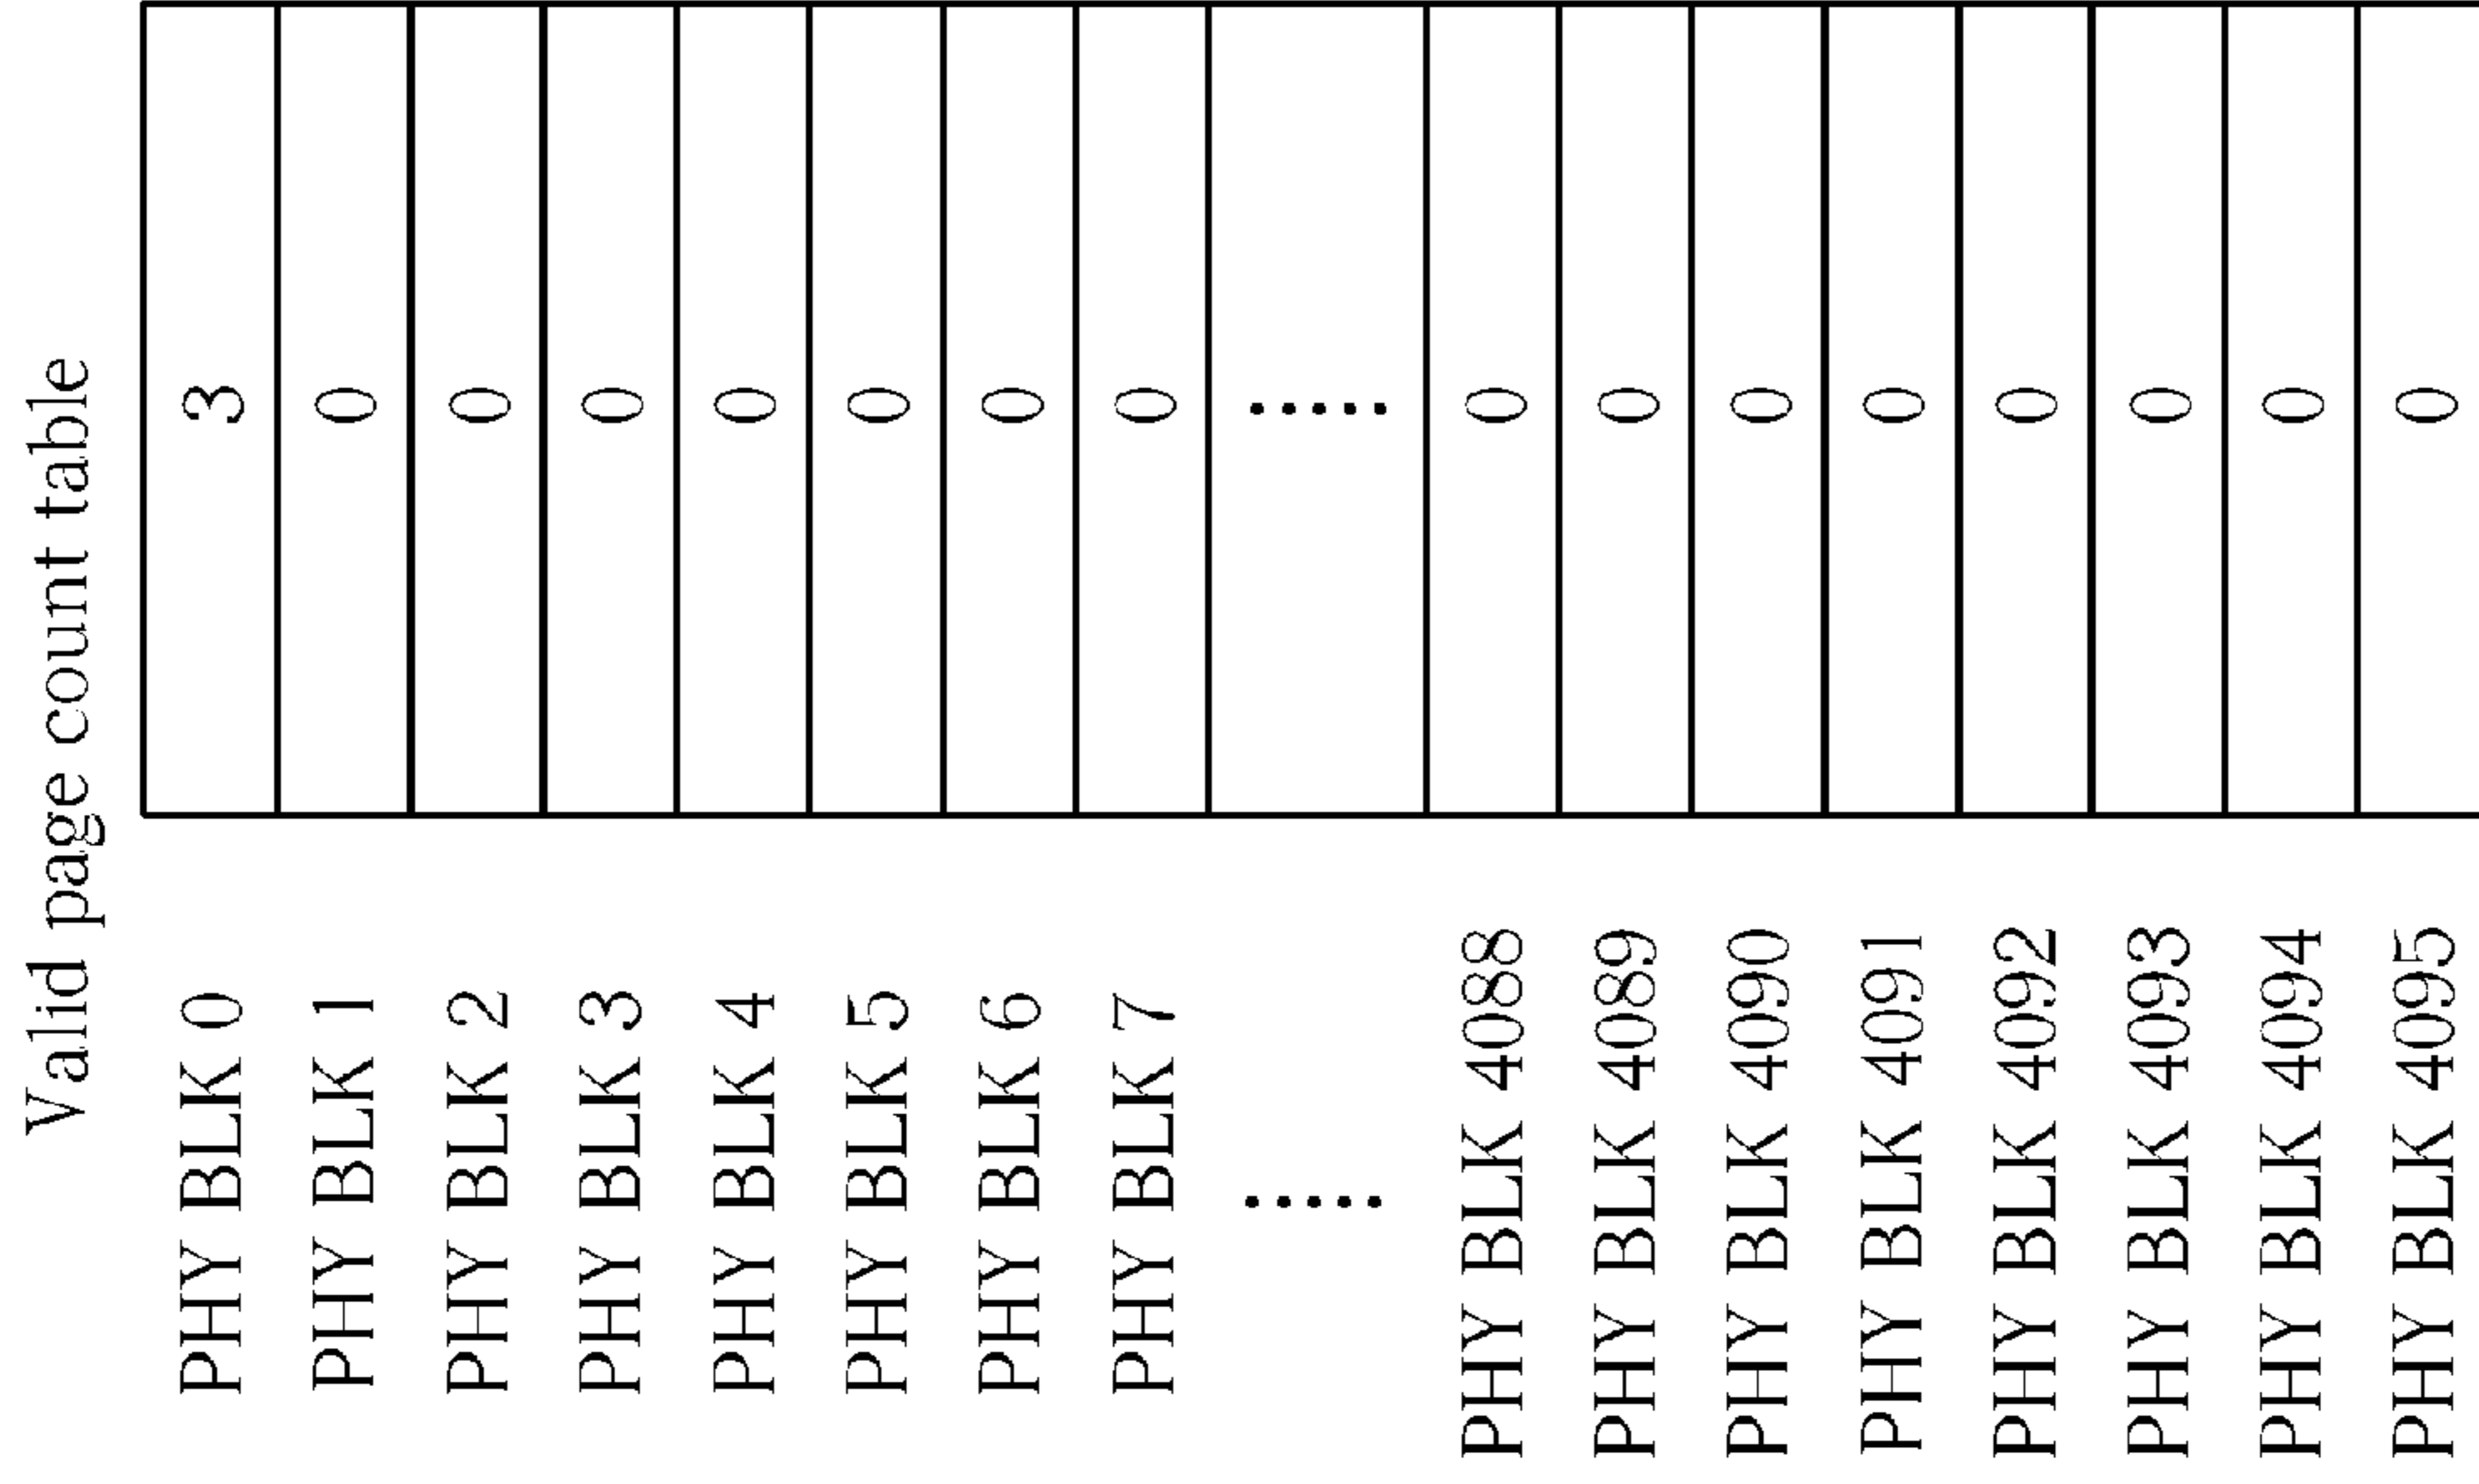 Valid page count table
PHY BLK 0 3
PHY BLK 1 0
PHY BLK 2 0
PHY BLK 3 0
PHY BLK 4 0
PHY BLK 5 0
PHY BLK 6 0
PHY BLK 7 0
..... .....
PHY BLK 4088 0
PHY BLK 4089 0
PHY BLK 4090 0
PHY BLK 4091 0
PHY BLK 4092 0
PHY BLK 4093 0
PHY BLK 4094 0
PHY BLK 4095 0